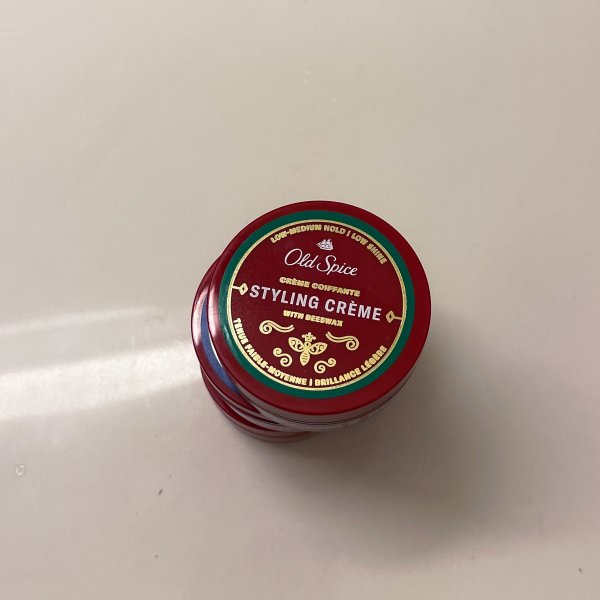 LOW-MEDIUM HOLD | LOW SHINE
Old Spice
CRÈME COIFFANTE
STYLING CRÈME
WITH BEESWAX
TENUE FAIBLE-MOYENNE | BRILLANCE LÉGÈRE